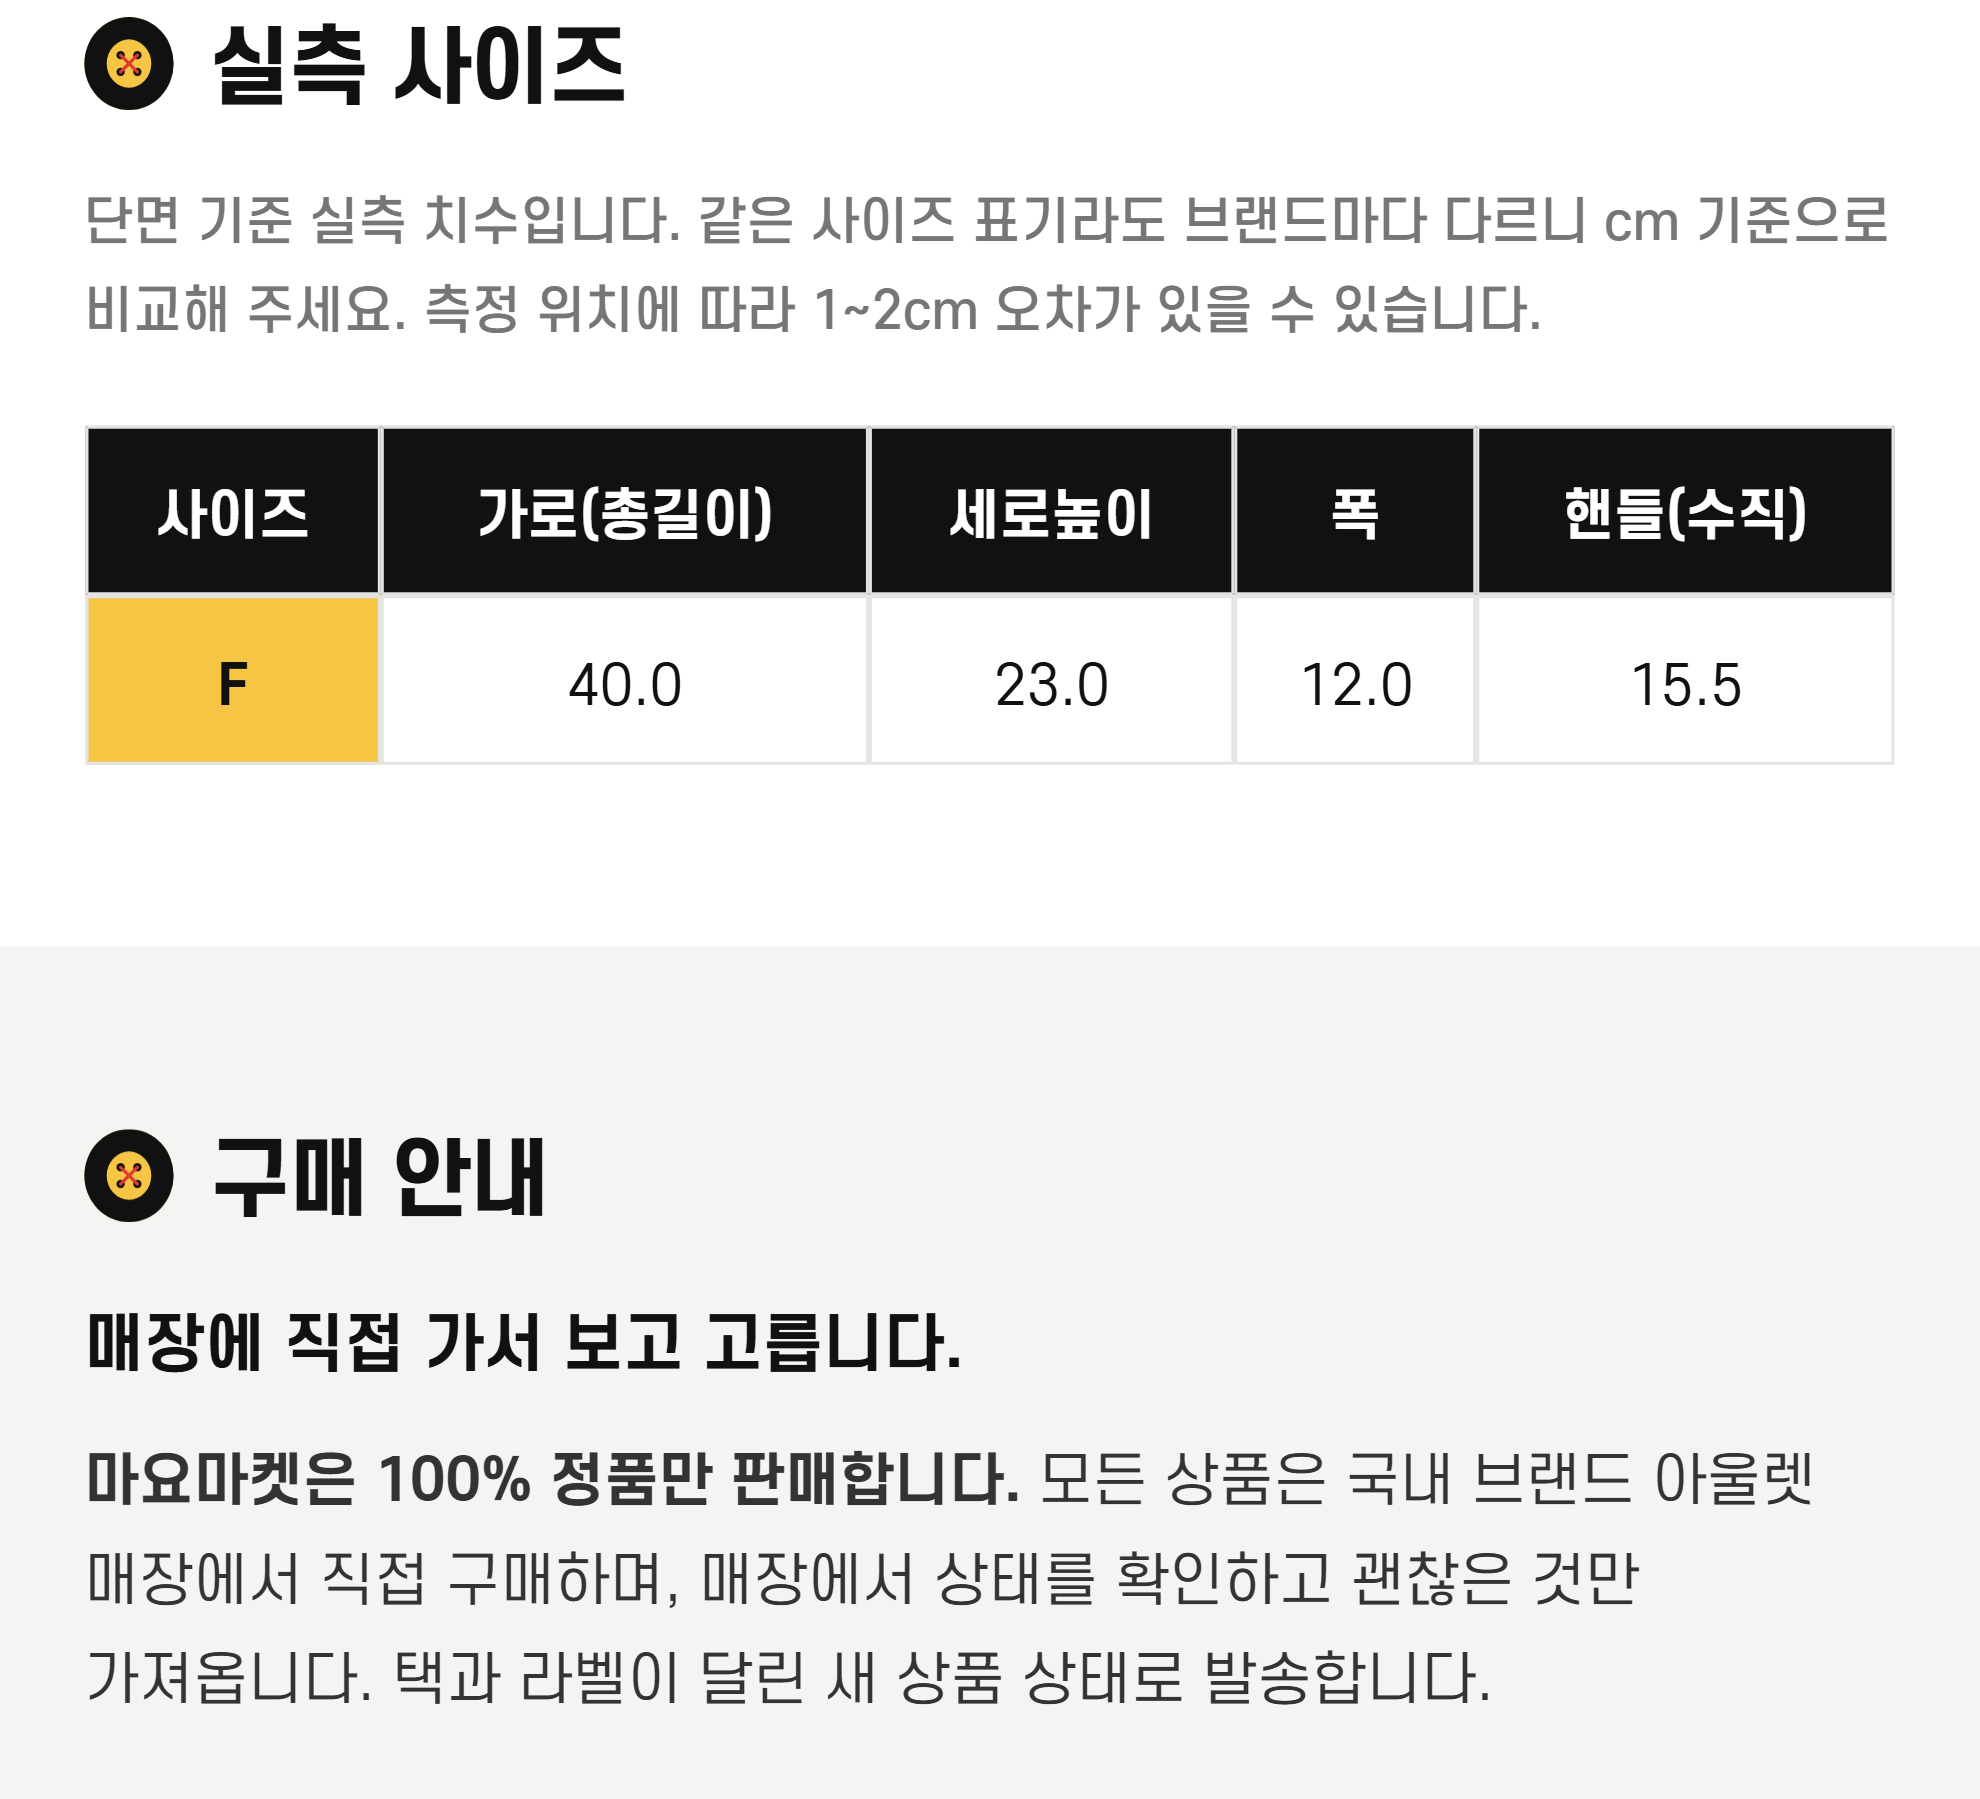 실측 사이즈
단면 기준 실측 치수입니다. 같은 사이즈 표기라도 브랜드마다 다르니 cm 기준으로
비교해 주세요. 측정 위치에 따라 1~2cm 오차가 있을 수 있습니다.
사이즈 가로(총길이) 세로높이 폭 핸들(수직)
F 40.0 23.0 12.0 15.5
구매 안내
매장에 직접 가서 보고 고릅니다.
마요마켓은 100% 정품만 판매합니다. 모든 상품은 국내 브랜드 아울렛
매장에서 직접 구매하며, 매장에서 상태를 확인하고 괜찮은 것만
가져옵니다. 택과 라벨이 달린 새 상품 상태로 발송합니다.